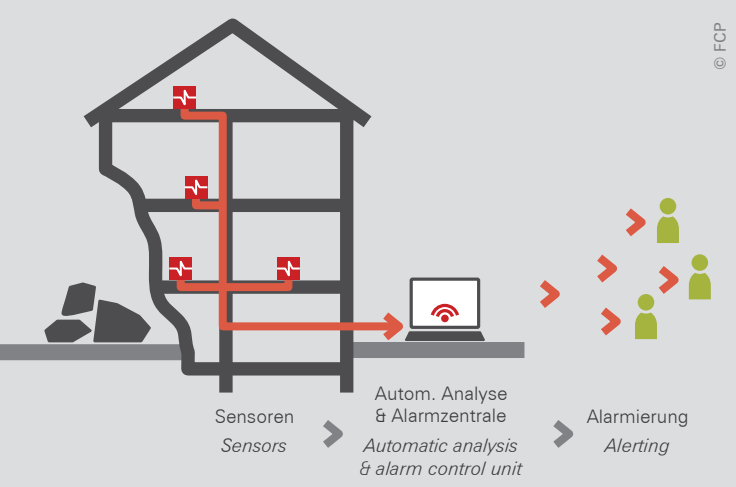 © FCP
Sensoren
Sensors
Autom. Analyse
& Alarmzentrale
Automatic analysis
& alarm control unit
Alarmierung
Alerting